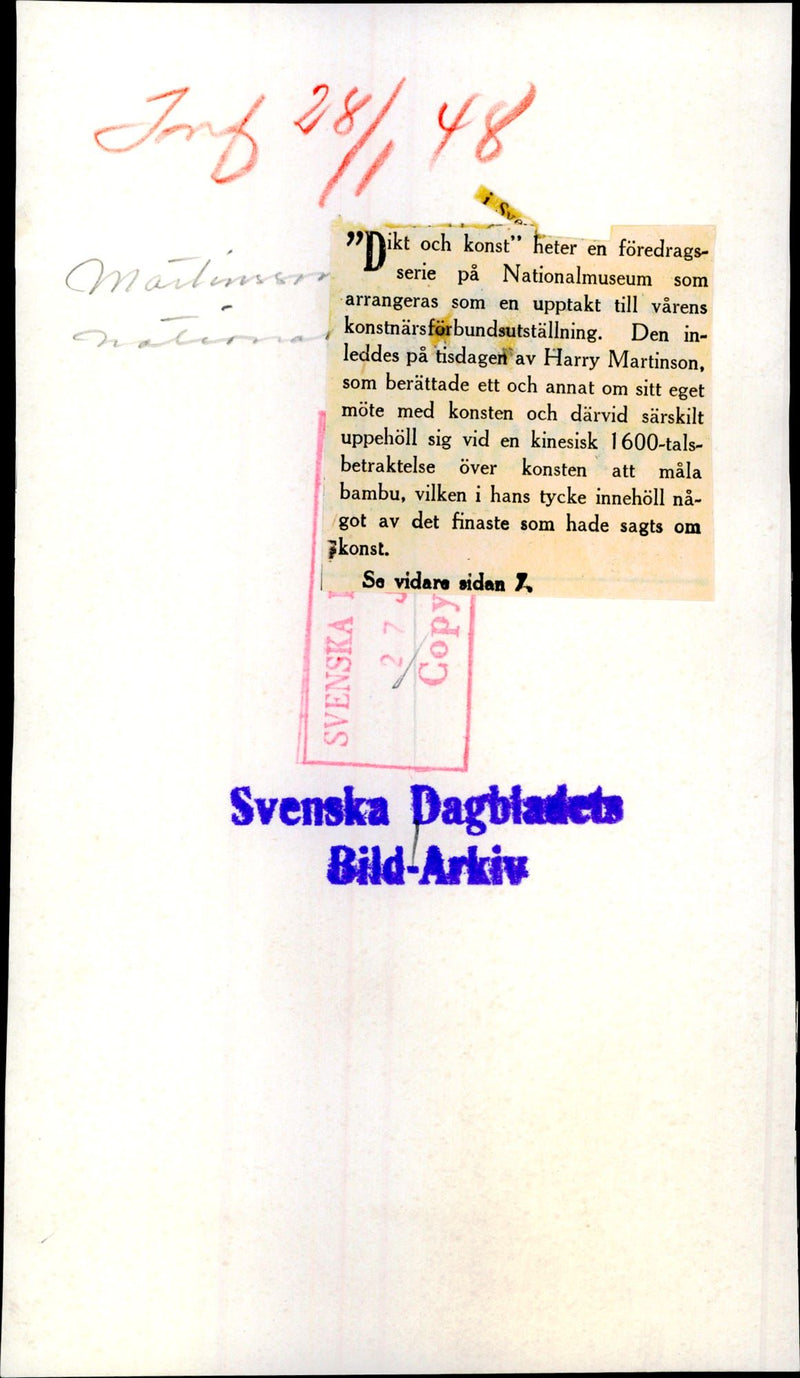 Inf 28/1 48
i Sve
Martinson
national
"Dikt och konst" heter en föredrags-
serie på Nationalmuseum som
arrangeras som en upptakt till vårens
konstnärsförbundsutställning. Den in-
leddes på tisdagen av Harry Martinson,
som berättade ett och annat om sitt eget
möte med konsten och därvid särskilt
uppehöll sig vid en kinesisk 1600-tals-
betraktelse över konsten att måla
bambu, vilken i hans tycke innehöll nå-
got av det finaste som hade sagts om
konst.
Se vidare sidan 7.
SVENSKA
27
Copy
Svenska Dagbladets
Bild-Arkiv